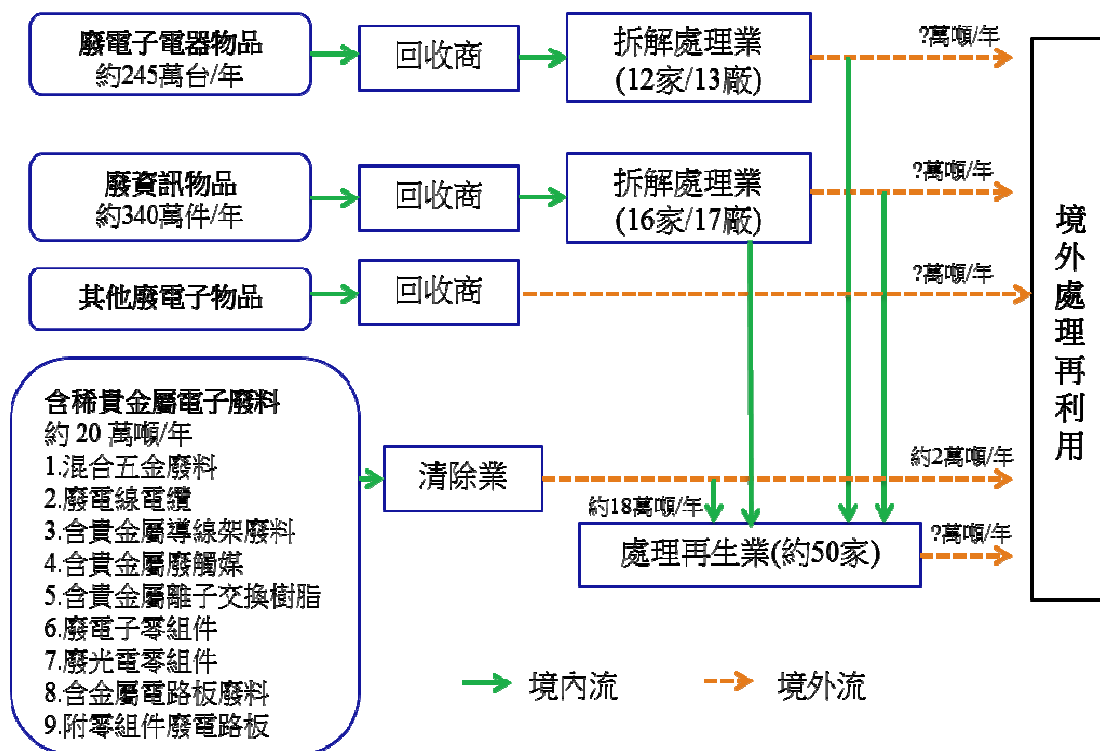 廢電子電器物品
約245萬台/年
回收商
拆解處理業
(12家/13廠)
?萬噸/年
廢資訊物品
約340萬件/年
回收商
拆解處理業
(16家/17廠)
?萬噸/年
其他廢電子物品
回收商
?萬噸/年
境外處理再利用
含稀貴金屬電子廢料
約 20 萬噸/年
1.混合五金廢料
2.廢電線電纜
3.含貴金屬導線架廢料
4.含貴金屬廢觸媒
5.含貴金屬離子交換樹脂
6.廢電子零組件
7.廢光電零組件
8.含金屬電路板廢料
9.附零組件廢電路板
清除業
約2萬噸/年
約18萬噸/年
處理再生業(約50家)
?萬噸/年
境內流
境外流